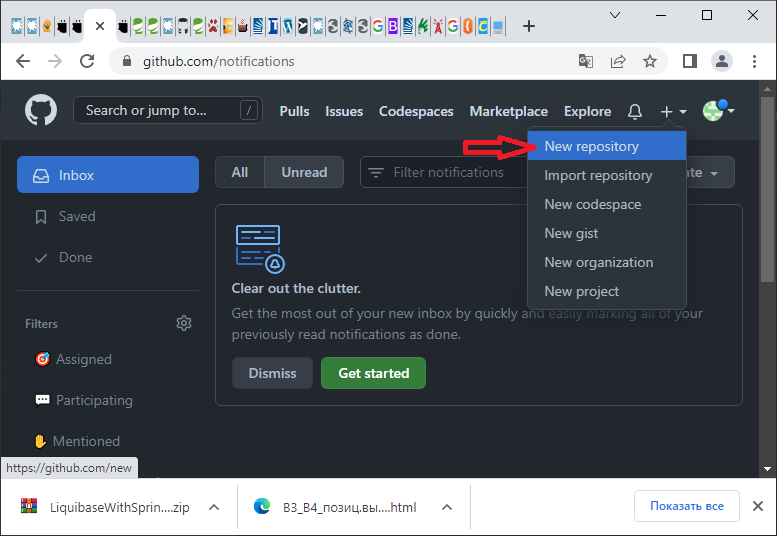 github.com/notifications
Search or jump to...
/
Pulls
Issues
Codespaces
Marketplace
Explore
New repository
Import repository
New codespace
New gist
New organization
New project
Inbox
Saved
Done
Filters
Assigned
Participating
Mentioned
All
Unread
Filter notifications
Clear out the clutter.
Get the most out of your new inbox by quickly and easily marking all of your
previously read notifications as done.
Dismiss
Get started
https://github.com/new
LiquibaseWithSprin....zip
B3_B4_позиц.вы....html
Показать все